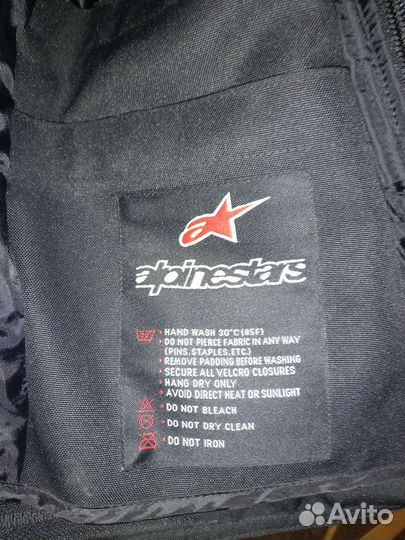 alpinestars
HAND WASH 30°C (85F)
DO NOT PIERCE FABRIC IN ANY WAY
(PINS,STAPLES,ETC.)
REMOVE PADDING BEFORE WASHING
SECURE ALL VELCRO CLOSURES
HANG DRY ONLY
AVOID DIRECT HEAT OR SUNLIGHT
DO NOT BLEACH
DO NOT DRY CLEAN
DO NOT IRON
Avito